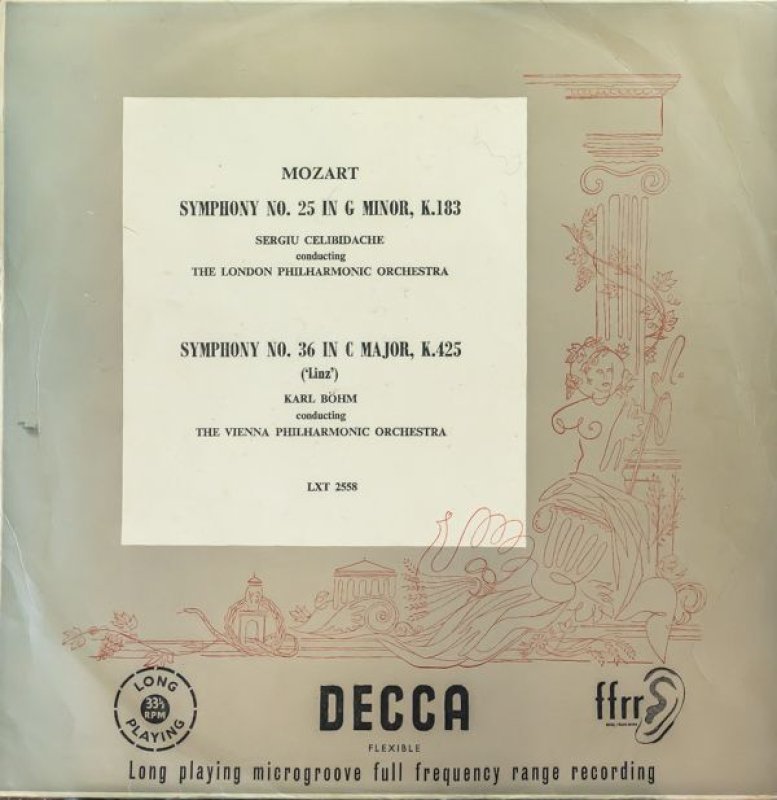 MOZART
SYMPHONY NO. 25 IN G MINOR, K.183
SERGIU CELIBIDACHE
conducting
THE LONDON PHILHARMONIC ORCHESTRA
SYMPHONY NO. 36 IN C MAJOR, K.425
('Linz')
KARL BÖHM
conducting
THE VIENNA PHILHARMONIC ORCHESTRA
LXT 2558
LONG
33⅓
RPM
PLAYING
DECCA
ffrr
FLEXIBLE
Long playing microgroove full frequency range recording